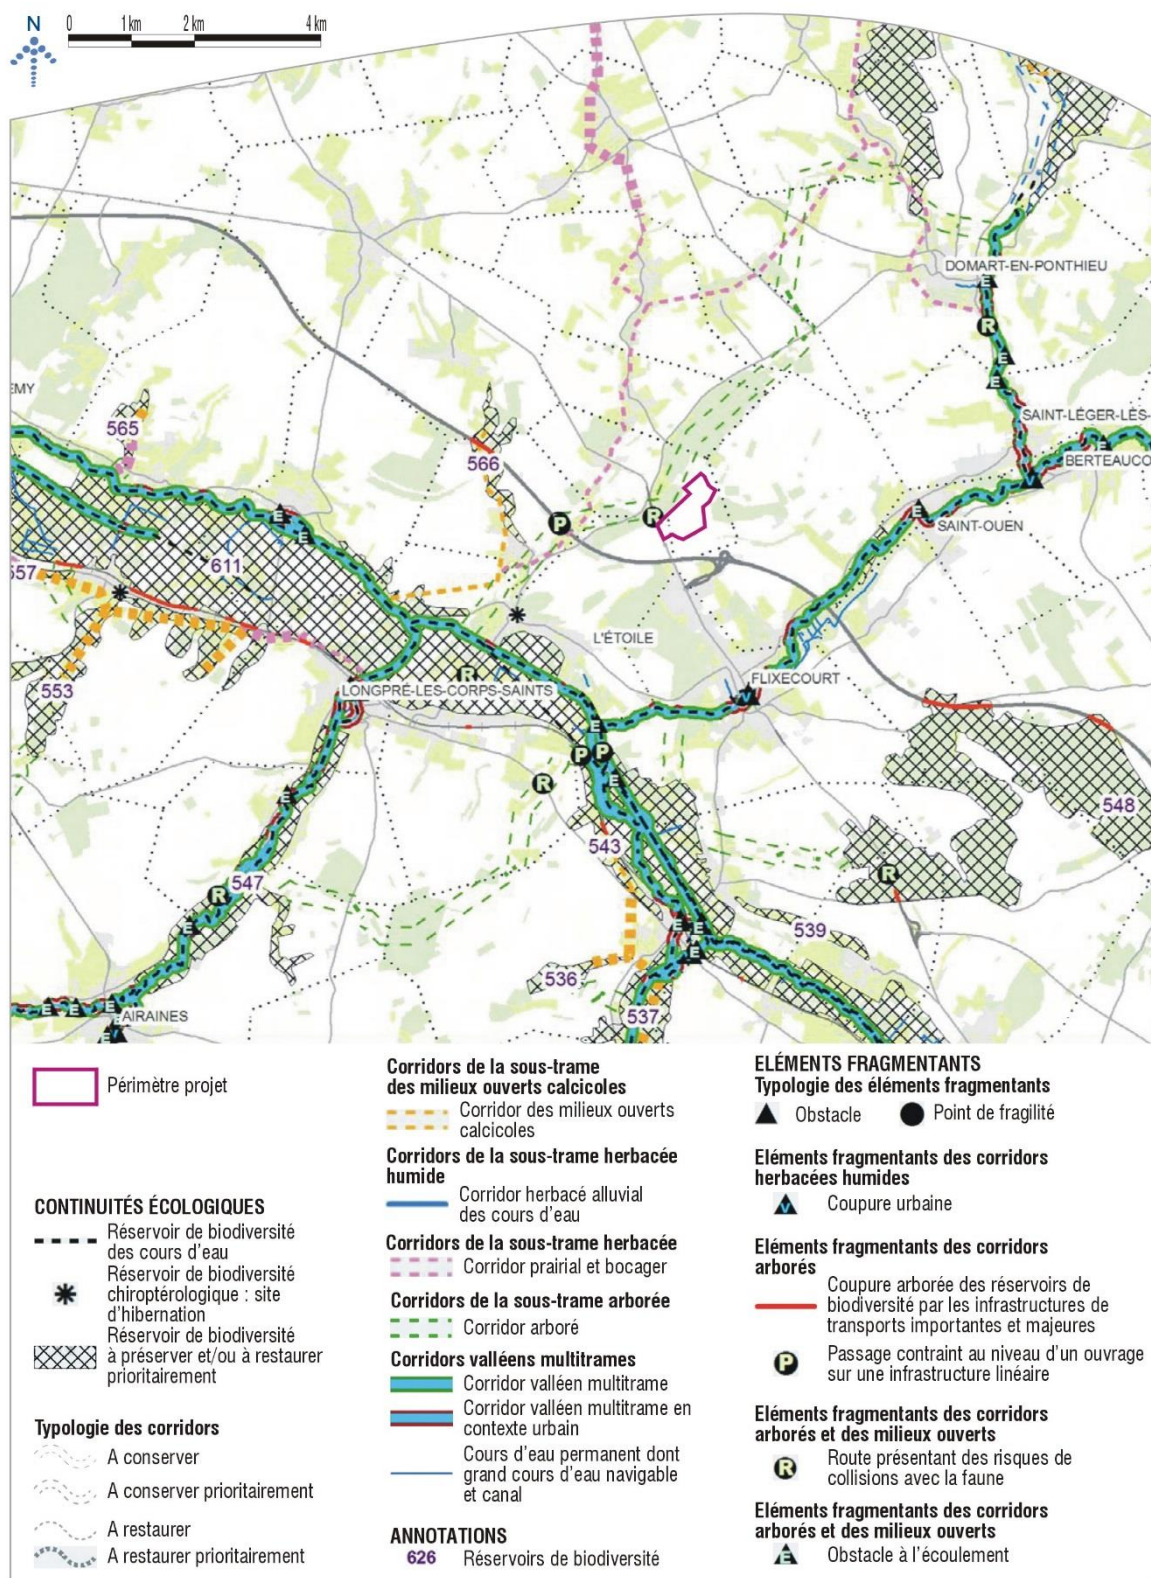 N
0 1 km 2 km 4 km
DOMART-EN-PONTHIEU
E
R
E
E
EMY
565
566
SAINT-LÉGER-LÈS-
BERTEAUCO
E
V
P
R
E
SAINT-OUEN
E
E
557
611
L'ÉTOILE
553
R
LONGPRÉ-LES-CORPS-SAINTS
FLIXECOURT
V
E
P
P
E
R
E
548
543
R
547
R
E
539
E
E
E
536
537
E
E
E
AIRAINES
E
V
Périmètre projet
CONTINUITÉS ÉCOLOGIQUES
Réservoir de biodiversité
des cours d'eau
Réservoir de biodiversité
chiroptérologique : site
d'hibernation
Réservoir de biodiversité
à préserver et/ou à restaurer
prioritairement
Typologie des corridors
A conserver
A conserver prioritairement
A restaurer
A restaurer prioritairement
Corridors de la sous-trame
des milieux ouverts calcicoles
Corridor des milieux ouverts
calcicoles
Corridors de la sous-trame herbacée
humide
Corridor herbacé alluvial
des cours d'eau
Corridors de la sous-trame herbacée
Corridor prairial et bocager
Corridors de la sous-trame arborée
Corridor arboré
Corridors valléens multitrames
Corridor valléen multitrame
Corridor valléen multitrame en
contexte urbain
Cours d'eau permanent dont
grand cours d'eau navigable
et canal
ANNOTATIONS
626 Réservoirs de biodiversité
ELÉMENTS FRAGMENTANTS
Typologie des éléments fragmentants
Obstacle Point de fragilité
Eléments fragmentants des corridors
herbacées humides
V Coupure urbaine
Eléments fragmentants des corridors
arborés
Coupure arborée des réservoirs de
biodiversité par les infrastructures de
transports importantes et majeures
P Passage contraint au niveau d'un ouvrage
sur une infrastructure linéaire
Eléments fragmentants des corridors
arborés et des milieux ouverts
R Route présentant des risques de
collisions avec la faune
Eléments fragmentants des corridors
arborés et des milieux ouverts
E Obstacle à l'écoulement